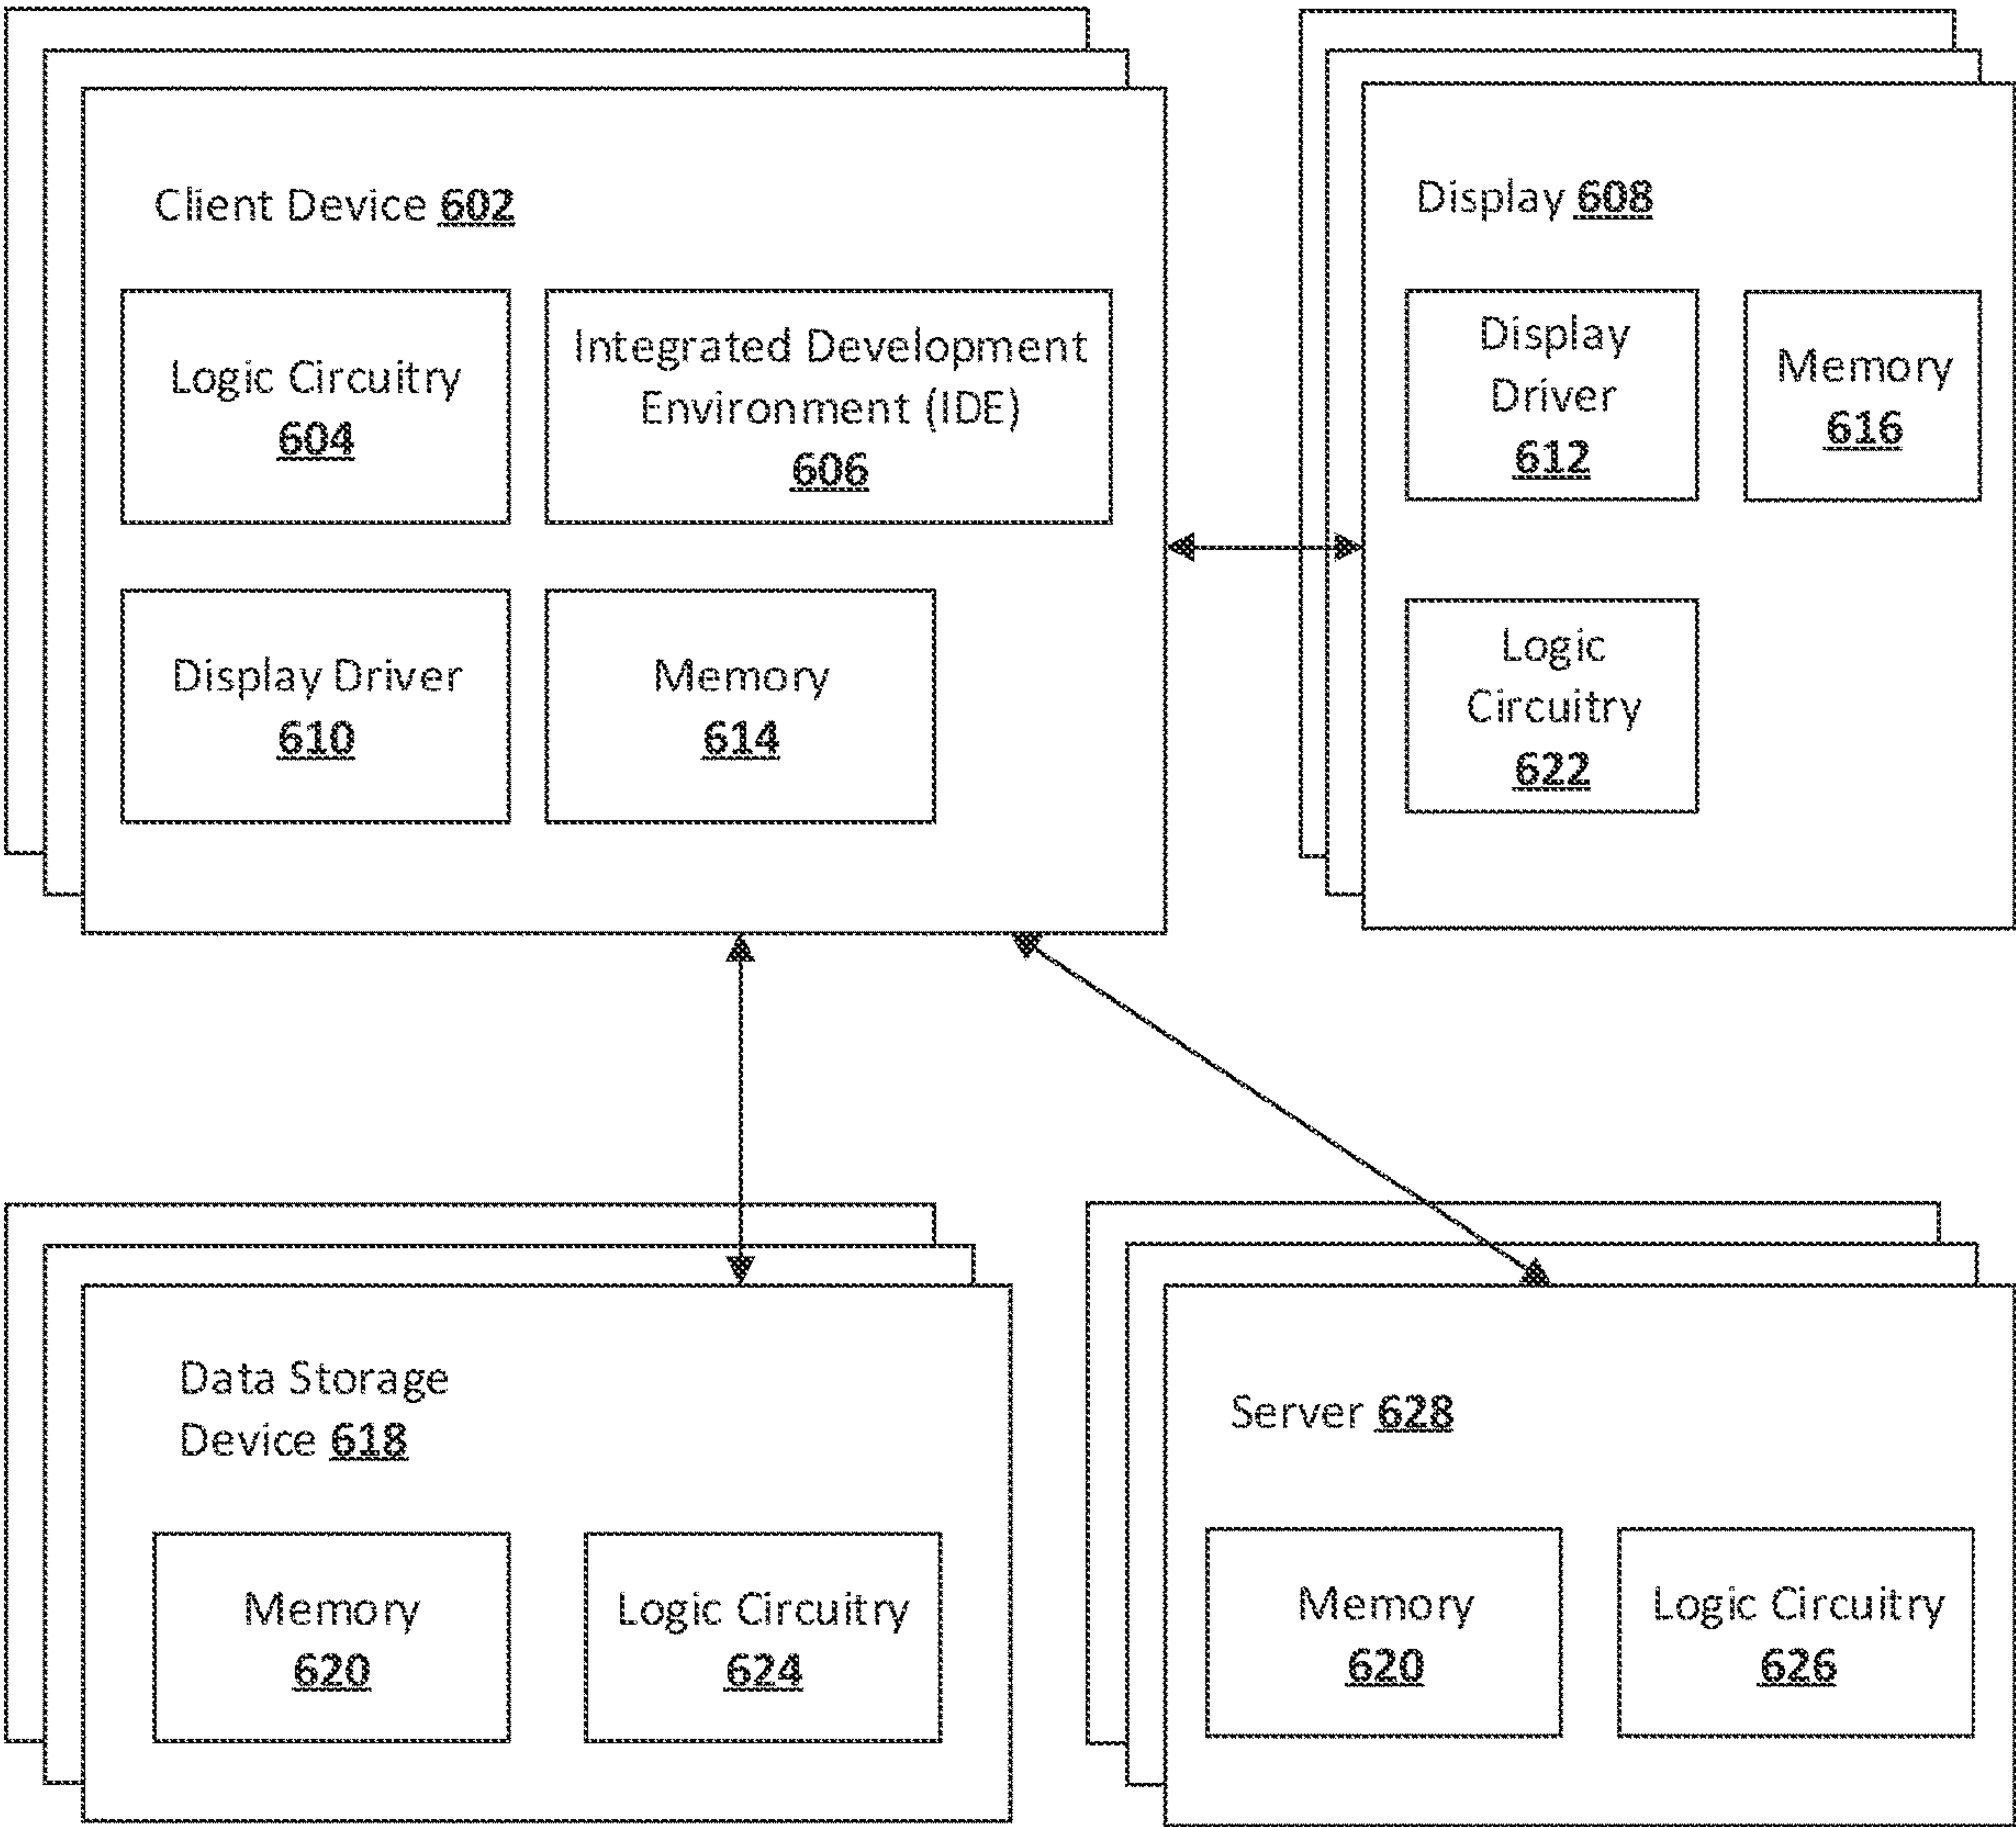 Client Device 602
Logic Circuitry
604
Integrated Development
Environment (IDE)
606
Display Driver
610
Memory
614
Display 608
Display
Driver
612
Memory
616
Logic
Circuitry
622
Data Storage
Device 618
Memory
620
Logic Circuitry
624
Server 628
Memory
620
Logic Circuitry
626